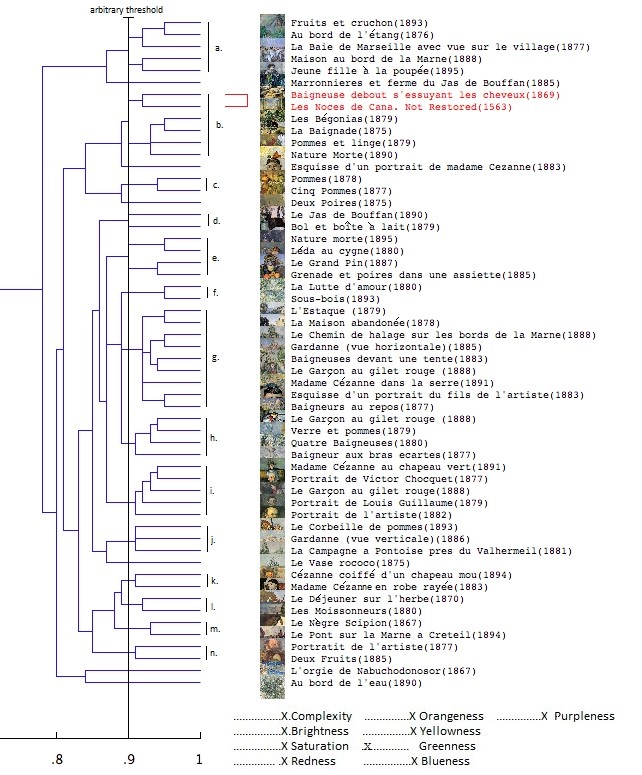 arbitrary threshold
a.
b.
c.
d.
e.
f.
g.
h.
i.
j.
k.
l.
m.
n.
Fruits et cruchon(1893)
Au bord de l'étang(1876)
La Baie de Marseille avec vue sur le village(1877)
Maison au bord de la Marne(1888)
Jeune fille à la poupée(1895)
Marronniers et ferme du Jas de Bouffan(1885)
Baigneuse debout s'essuyant les cheveux(1869)
Les Noces de Cana. Not Restored(1563)
Les Bégonias(1879)
La Baignade(1875)
Pommes et linge(1879)
Nature Morte(1890)
Esquisse d'un portrait de madame Cezanne(1883)
Pommes(1878)
Cinq Pommes(1877)
Deux Poires(1875)
Le Jas de Bouffan(1890)
Bol et boîte à lait(1879)
Nature morte(1895)
Léda au cygne(1880)
Le Grand Pin(1887)
Grenade et poires dans une assiette(1885)
La Lutte d'amour(1880)
Sous-bois(1893)
L'Estaque (1879)
La Maison abandonée(1878)
Le Chemin de halage sur les bords de la Marne(1888)
Gardanne (vue horizontale)(1885)
Baigneuses devant une tente(1883)
Le Garçon au gilet rouge (1888)
Madame Cézanne dans la serre(1891)
Esquisse d'un portrait du fils de l'artiste(1883)
Baigneurs au repos(1877)
Le Garçon au gilet rouge (1888)
Verre et pommes(1879)
Quatre Baigneuses(1880)
Baigneur aux bras ecartes(1877)
Madame Cézanne au chapeau vert(1891)
Portrait de Victor Chocquet(1877)
Le Garçon au gilet rouge(1888)
Portrait de Louis Guillaume(1879)
Portrait de l'artiste(1882)
Le Corbeille de pommes(1893)
Gardanne (vue verticale)(1886)
La Campagne a Pontoise pres du Valhermeil(1881)
Le Vase rococo(1875)
Cézanne coiffé d'un chapeau mou(1894)
Madame Cézanne en robe rayée(1883)
Le Déjeuner sur l'herbe(1870)
Les Moissonneurs(1880)
Le Nègre Scipion(1867)
Le Pont sur la Marne a Creteil(1894)
Portratit de l'artiste(1877)
Deux Fruits(1885)
L'orgie de Nabuchodonosor(1867)
Au bord de l'eau(1890)
.8 .9 1
................X.Complexity ...............X Orangeness ...............X Purpleness
................X.Brightness ................X Yellowness
................X Saturation .X............. Greenness
............... .X Redness ................X Blueness